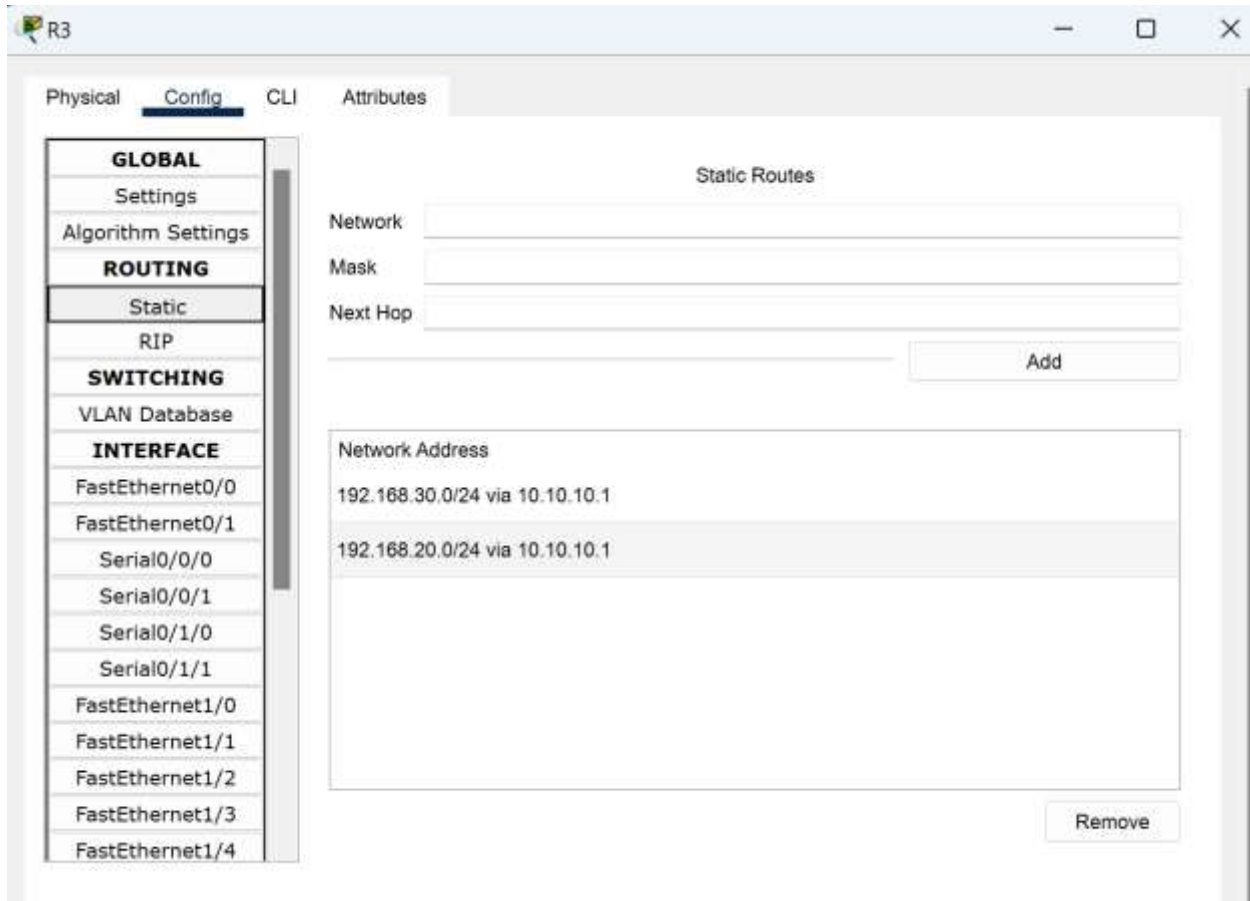 R3
Physical Config CLI Attributes
GLOBAL
Settings
Algorithm Settings
ROUTING
Static
RIP
SWITCHING
VLAN Database
INTERFACE
FastEthernet0/0
FastEthernet0/1
Serial0/0/0
Serial0/0/1
Serial0/1/0
Serial0/1/1
FastEthernet1/0
FastEthernet1/1
FastEthernet1/2
FastEthernet1/3
FastEthernet1/4
Static Routes
Network
Mask
Next Hop
Add
Network Address
192.168.30.0/24 via 10.10.10.1
192.168.20.0/24 via 10.10.10.1
Remove